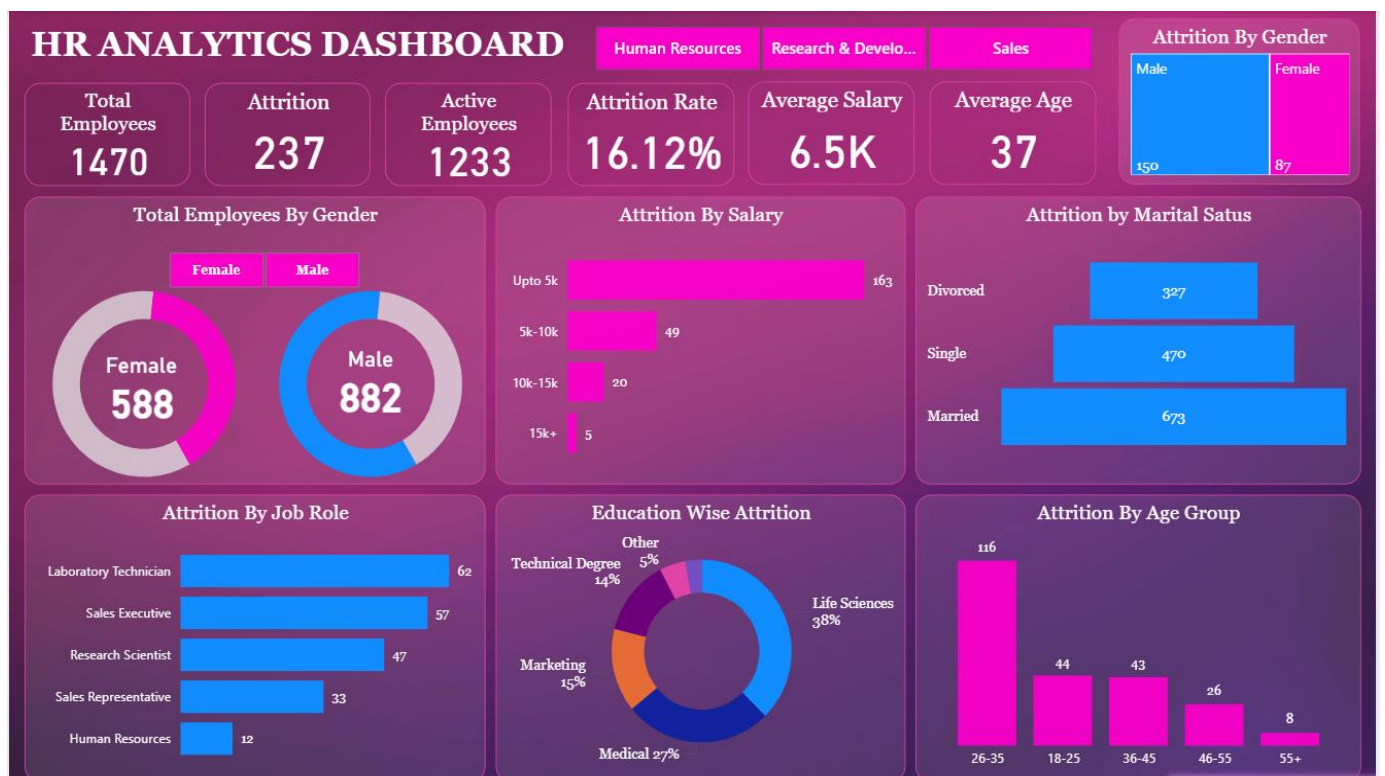 HR ANALYTICS DASHBOARD
Human Resources
Research & Develo...
Sales
Attrition By Gender
Male
Female
150
87
Total
Employees
1470
Attrition
237
Active
Employees
1233
Attrition Rate
16.12%
Average Salary
6.5K
Average Age
37
Total Employees By Gender
Female
Male
Female
588
Male
882
Attrition By Salary
Upto 5k
163
5k-10k
49
10k-15k
20
15k+
5
Attrition by Marital Satus
Divorced
327
Single
470
Married
673
Attrition By Job Role
Laboratory Technician
62
Sales Executive
57
Research Scientist
47
Sales Representative
33
Human Resources
12
Education Wise Attrition
Other
5%
Technical Degree
14%
Life Sciences
38%
Marketing
15%
Medical 27%
Attrition By Age Group
116
44
43
26
8
26-35
18-25
36-45
46-55
55+